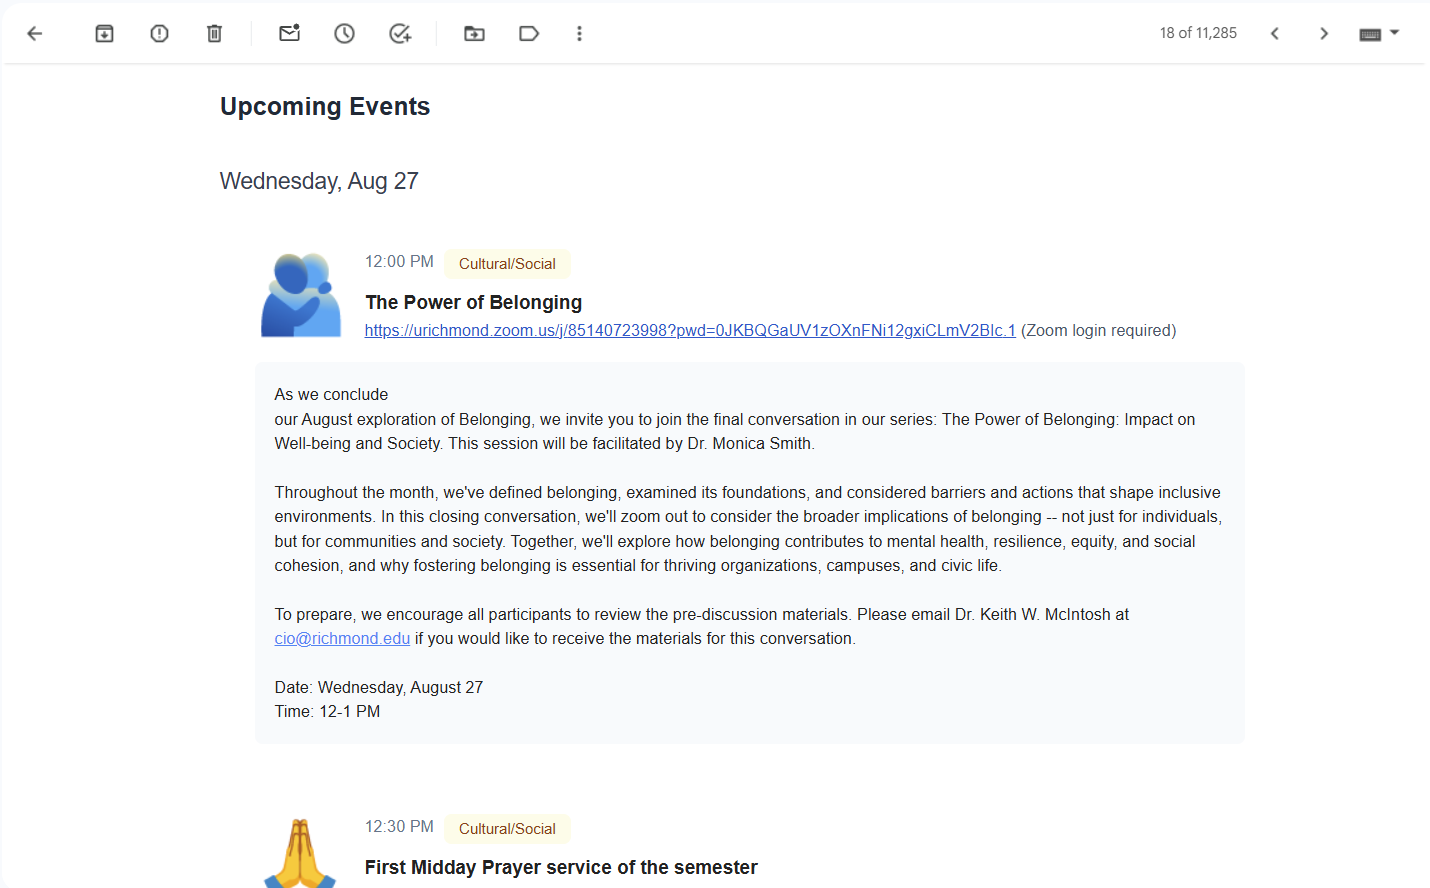 18 of 11,285
Upcoming Events
Wednesday, Aug 27
12:00 PM Cultural/Social
The Power of Belonging
https://urichmond.zoom.us/j/85140723998?pwd=0JKBQGaUV1zOXnFNi12gxiCLmV2BIc.1 (Zoom login required)
As we conclude
our August exploration of Belonging, we invite you to join the final conversation in our series: The Power of Belonging: Impact on
Well-being and Society. This session will be facilitated by Dr. Monica Smith.
Throughout the month, we've defined belonging, examined its foundations, and considered barriers and actions that shape inclusive
environments. In this closing conversation, we'll zoom out to consider the broader implications of belonging -- not just for individuals,
but for communities and society. Together, we'll explore how belonging contributes to mental health, resilience, equity, and social
cohesion, and why fostering belonging is essential for thriving organizations, campuses, and civic life.
To prepare, we encourage all participants to review the pre-discussion materials. Please email Dr. Keith W. McIntosh at
cio@richmond.edu if you would like to receive the materials for this conversation.
Date: Wednesday, August 27
Time: 12-1 PM
12:30 PM Cultural/Social
First Midday Prayer service of the semester